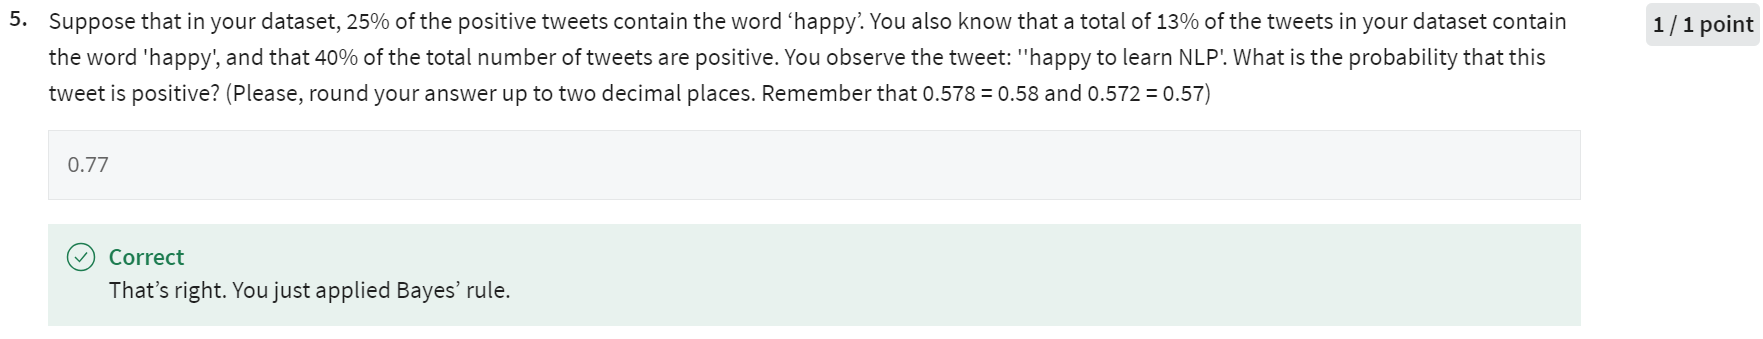 5. Suppose that in your dataset, 25% of the positive tweets contain the word ‘happy’. You also know that a total of 13% of the tweets in your dataset contain
1 / 1 point
the word 'happy', and that 40% of the total number of tweets are positive. You observe the tweet: ''happy to learn NLP'. What is the probability that this
tweet is positive? (Please, round your answer up to two decimal places. Remember that 0.578 = 0.58 and 0.572 = 0.57)
0.77
Correct
That’s right. You just applied Bayes’ rule.